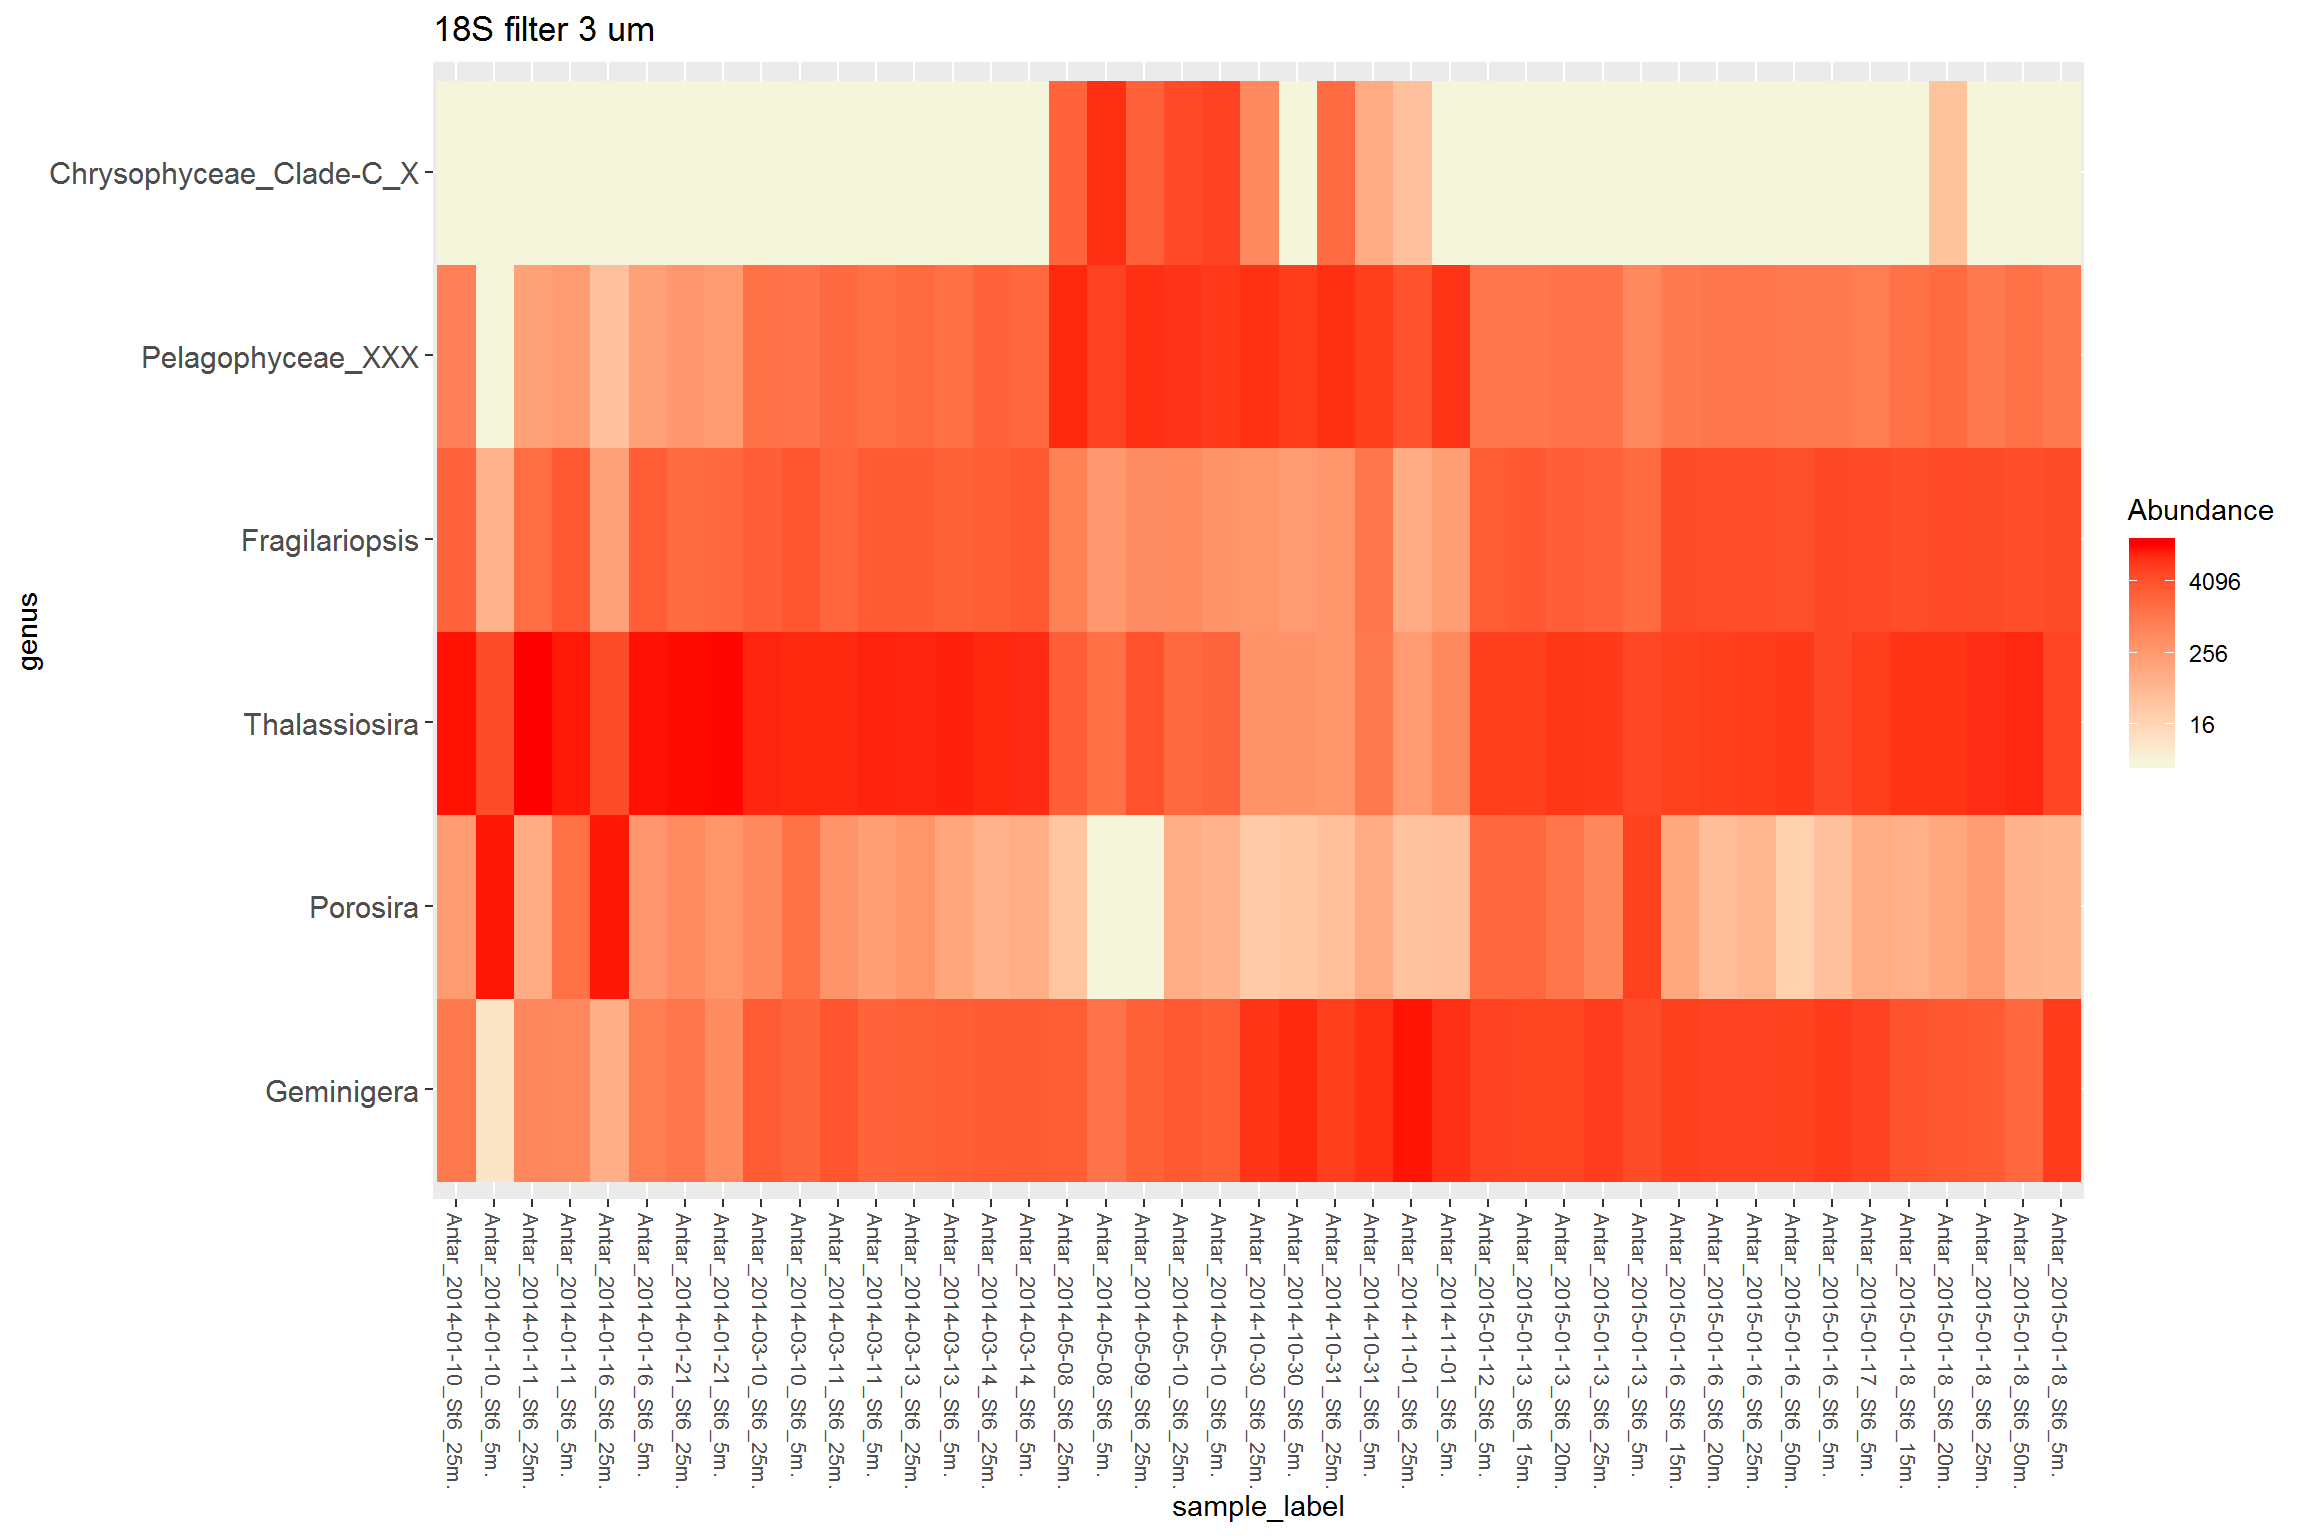 18S filter 3 um
genus
Chrysophyceae_Clade-C_X
Pelagophyceae_XXX
Fragilariopsis
Thalassiosira
Porosira
Geminigera
Abundance
4096
256
16
Antar_2014-01-10_St6_25m.
Antar_2014-01-10_St6_5m.
Antar_2014-01-11_St6_25m.
Antar_2014-01-11_St6_5m.
Antar_2014-01-16_St6_25m.
Antar_2014-01-16_St6_5m.
Antar_2014-01-21_St6_25m.
Antar_2014-01-21_St6_5m.
Antar_2014-03-10_St6_25m.
Antar_2014-03-10_St6_5m.
Antar_2014-03-11_St6_25m.
Antar_2014-03-11_St6_5m.
Antar_2014-03-13_St6_25m.
Antar_2014-03-13_St6_5m.
Antar_2014-03-14_St6_25m.
Antar_2014-03-14_St6_5m.
Antar_2014-05-08_St6_25m.
Antar_2014-05-08_St6_5m.
Antar_2014-05-09_St6_25m.
Antar_2014-05-10_St6_25m.
Antar_2014-05-10_St6_5m.
Antar_2014-10-30_St6_25m.
Antar_2014-10-30_St6_5m.
Antar_2014-10-31_St6_25m.
Antar_2014-10-31_St6_5m.
Antar_2014-11-01_St6_25m.
Antar_2014-11-01_St6_5m.
Antar_2015-01-12_St6_5m.
Antar_2015-01-13_St6_15m.
Antar_2015-01-13_St6_20m.
Antar_2015-01-13_St6_25m.
Antar_2015-01-13_St6_5m.
Antar_2015-01-16_St6_15m.
Antar_2015-01-16_St6_20m.
Antar_2015-01-16_St6_25m.
Antar_2015-01-16_St6_50m.
Antar_2015-01-16_St6_5m.
Antar_2015-01-17_St6_5m.
Antar_2015-01-18_St6_15m.
Antar_2015-01-18_St6_20m.
Antar_2015-01-18_St6_25m.
Antar_2015-01-18_St6_50m.
Antar_2015-01-18_St6_5m.
sample_label